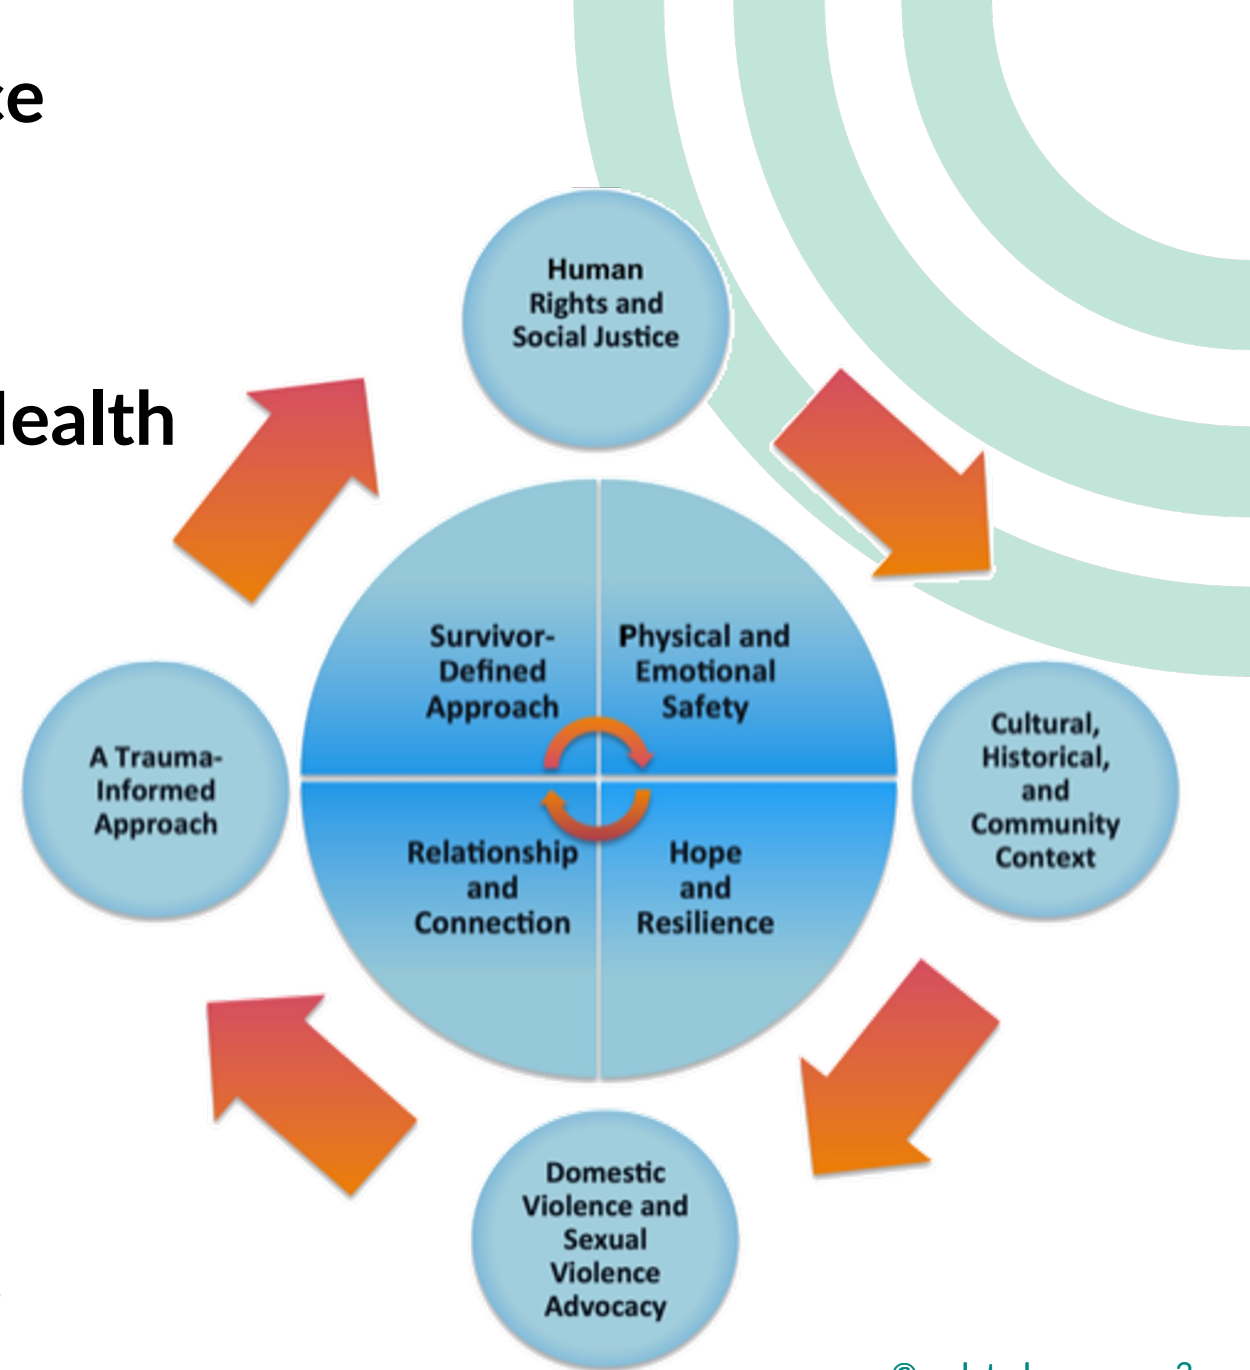 Human
Rights and
Social Justice
Survivor-
Defined
Approach
Physical and
Emotional
Safety
A Trauma-
Informed
Approach
Cultural,
Historical,
and
Community
Context
Relationship
and
Connection
Hope
and
Resilience
Domestic
Violence and
Sexual
Violence
Advocacy